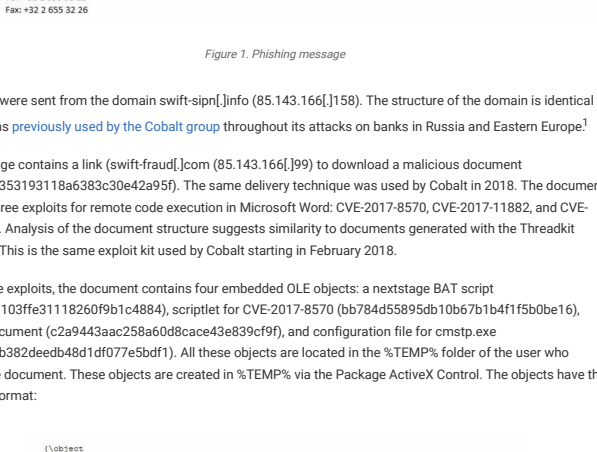 Fax: +32 2 655 32 26
Figure 1. Phishing message
were sent from the domain swift-sipn[.]info (85.143.166[.]158). The structure of the domain is identical
ns previously used by the Cobalt group throughout its attacks on banks in Russia and Eastern Europe.1
ge contains a link (swift-fraud[.]com (85.143.166[.]99) to download a malicious document
353193118a6383c30e42a95f). The same delivery technique was used by Cobalt in 2018. The documen
ree exploits for remote code execution in Microsoft Word: CVE-2017-8570, CVE-2017-11882, and CVE-
. Analysis of the document structure suggests similarity to documents generated with the Threadkit
This is the same exploit kit used by Cobalt starting in February 2018.
e exploits, the document contains four embedded OLE objects: a nextstage BAT script
103ffe31118260f9b1c4884), scriptlet for CVE-2017-8570 (bb784d55895db10b67b1b4f1f5b0be16),
cument (c2a9443aac258a60d8cace43e839cf9f), and configuration file for cmstp.exe
b382deedb48d1df077e5bdf1). All these objects are located in the %TEMP% folder of the user who
e document. These objects are created in %TEMP% via the Package ActiveX Control. The objects have th
ormat:
{\object